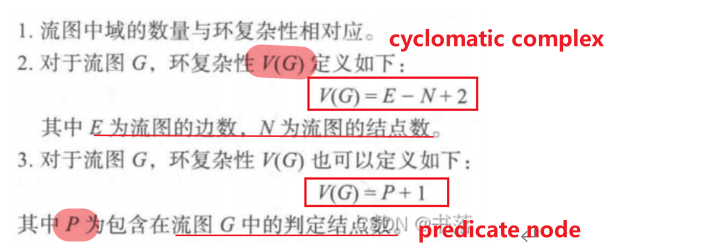 1. 流图中域的数量与环复杂性相对应。 cyclomatic complex
2. 对于流图 G，环复杂性 V(G) 定义如下：
V(G) = E − N + 2
其中 E 为流图的边数，N 为流图的结点数。
3. 对于流图 G，环复杂性 V(G) 也可以定义如下：
V(G) = P + 1
其中 P 为包含在流图 G 中的判定结点数。 predicate node